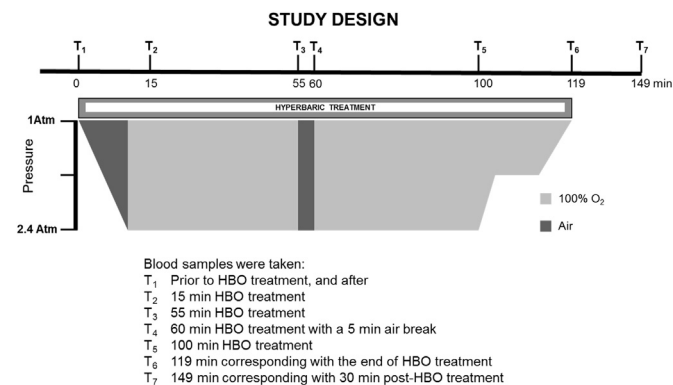 STUDY DESIGN
T1 T2 T3 T4 T5 T6 T7
0 15 55 60 100 119 149 min
HYPERBARIC TREATMENT
1Atm
Pressure
2.4 Atm
100% O2
Air
Blood samples were taken:
T1 Prior to HBO treatment, and after
T2 15 min HBO treatment
T3 55 min HBO treatment
T4 60 min HBO treatment with a 5 min air break
T5 100 min HBO treatment
T6 119 min corresponding with the end of HBO treatment
T7 149 min corresponding with 30 min post-HBO treatment